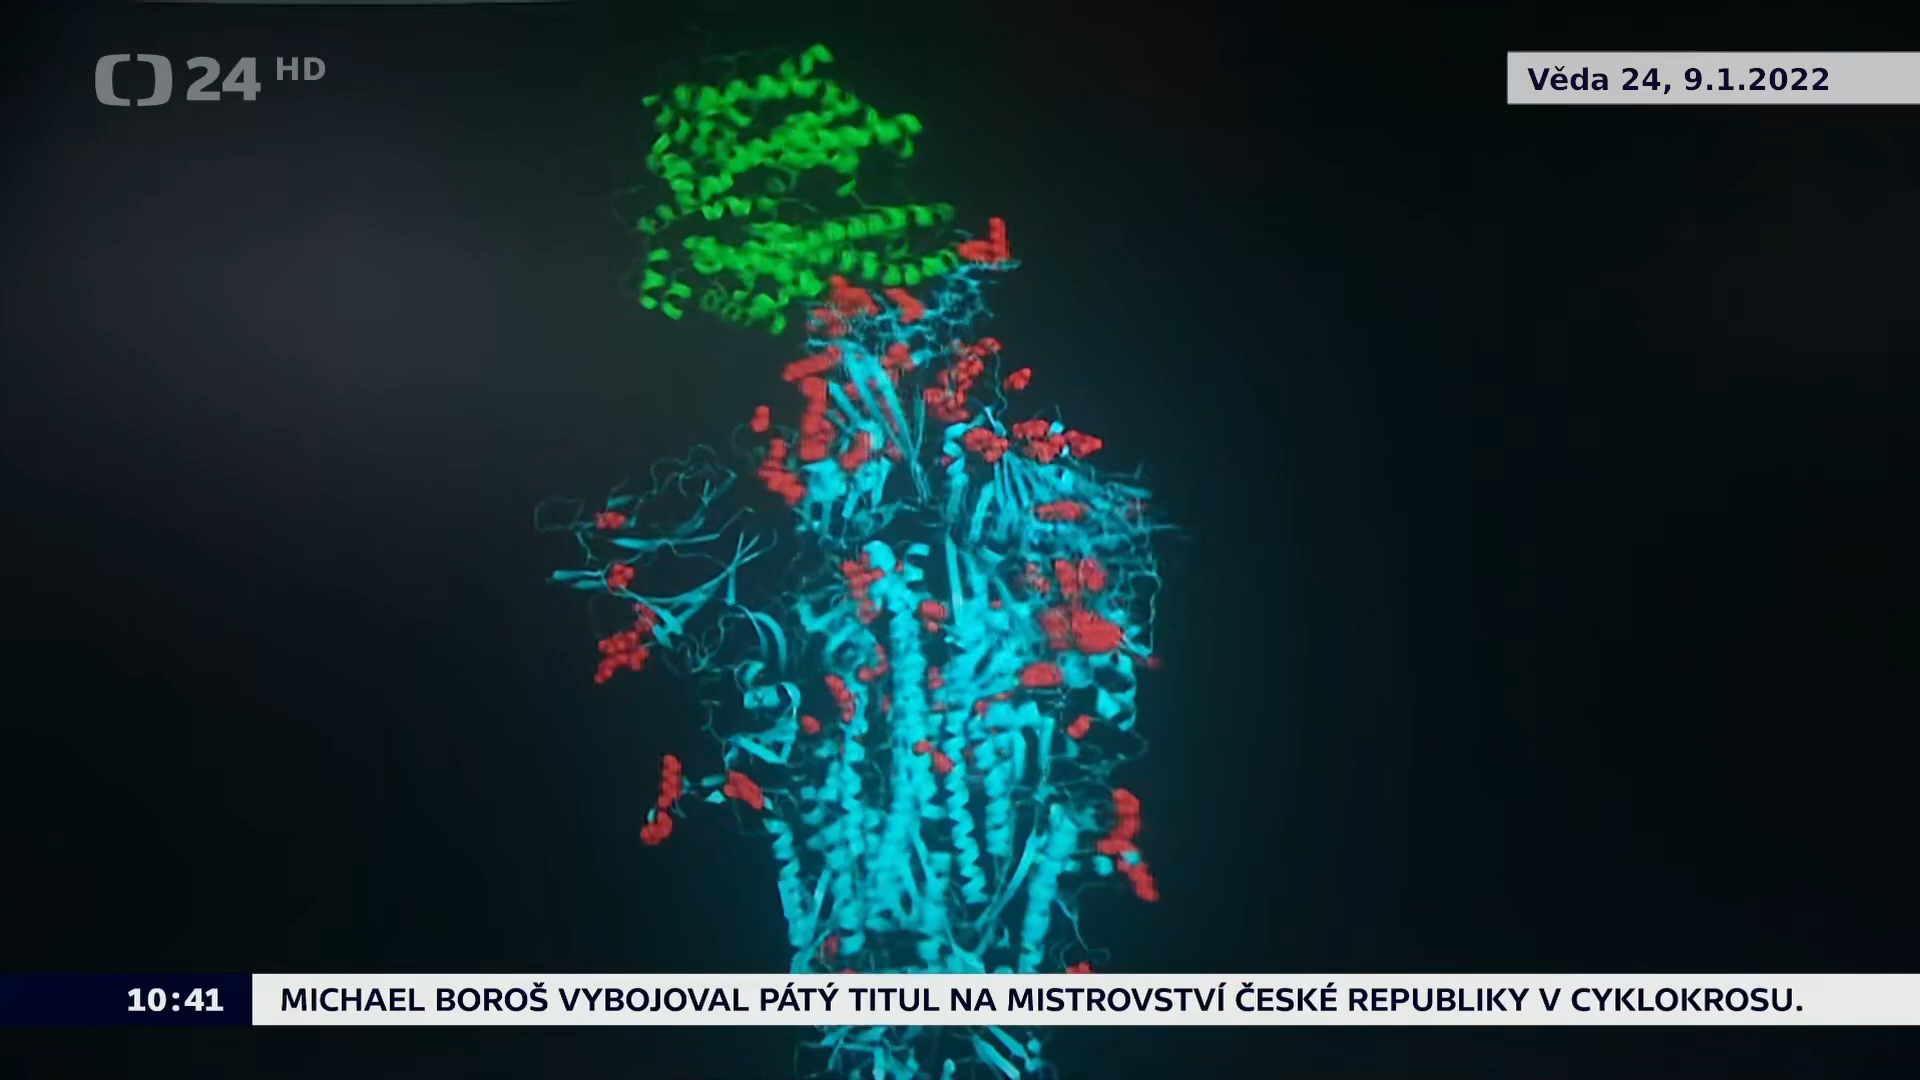 24 HD
Věda 24, 9.1.2022
10:41
MICHAEL BOROŠ VYBOJOVAL PÁTÝ TITUL NA MISTROVSTVÍ ČESKÉ REPUBLIKY V CYKLOKROSU.